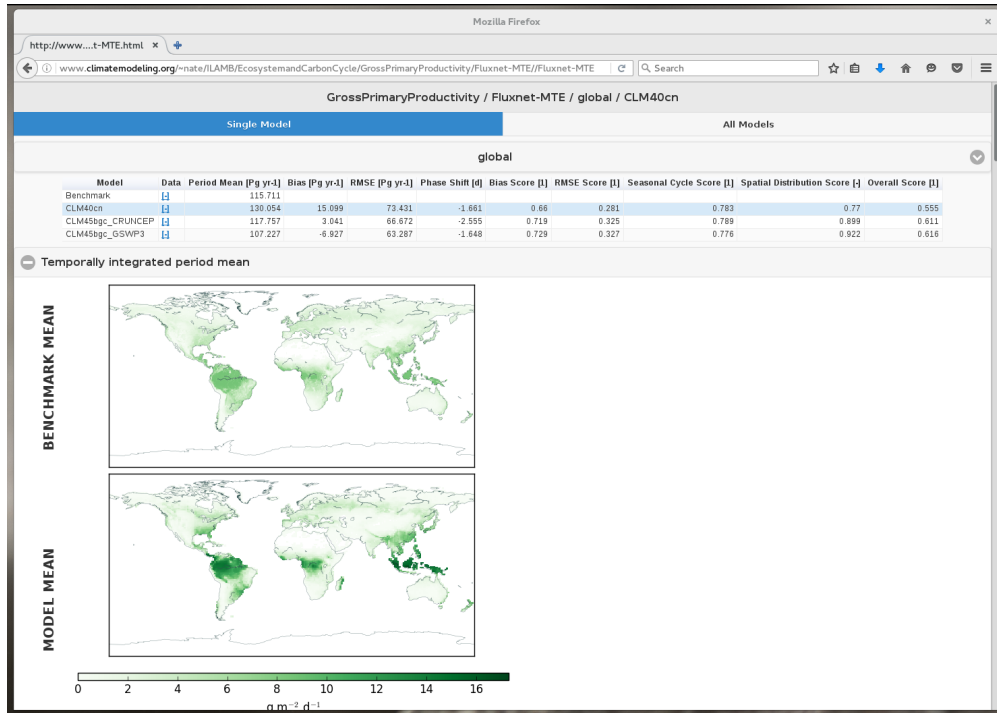 Mozilla Firefox ×
http://www....t-MTE.html ×
www.climatemodeling.org/~nate/ILAMB/EcosystemandCarbonCycle/GrossPrimaryProductivity/Fluxnet-MTE//Fluxnet-MTE Search
GrossPrimaryProductivity / Fluxnet-MTE / global / CLM40cn
Single Model All Models
global
Model Data Period Mean [Pg yr-1] Bias [Pg yr-1] RMSE [Pg yr-1] Phase Shift [d] Bias Score [1] RMSE Score [1] Seasonal Cycle Score [1] Spatial Distribution Score [-] Overall Score [1]
Benchmark [-] 115.711
CLM40cn [-] 130.054 15.099 73.431 -1.661 0.66 0.281 0.783 0.77 0.555
CLM45bgc_CRUNCEP [-] 117.757 3.041 66.672 -2.555 0.719 0.325 0.789 0.899 0.611
CLM45bgc_GSWP3 [-] 107.227 -6.927 63.287 -1.648 0.729 0.327 0.776 0.922 0.616
Temporally integrated period mean
BENCHMARK MEAN
MODEL MEAN
0 2 4 6 8 10 12 14 16
g m⁻² d⁻¹